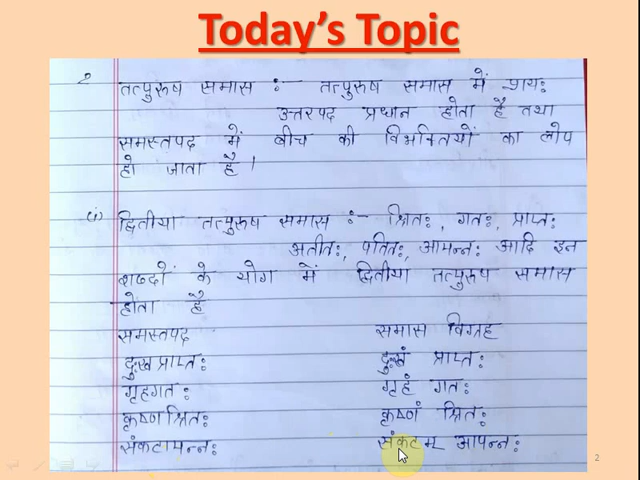 Today's Topic
2 तत्पुरुष समास :- तत्पुरुष समास में प्रायः
उत्तरपद प्रधान होता है तथा
समस्तपद में बीच की विभक्तियों का लोप
हो जाता है।
(i) द्वितीया तत्पुरुष समास :- श्रितः, गतः, प्राप्तः
अतीतः, पतितः, आपन्नः आदि इन
शब्दों के योग में द्वितीया तत्पुरुष समास
होता है
समस्तपद समास विग्रह
दुःखप्राप्तः दुःखं प्राप्तः
गृहगतः गृहं गतः
कृष्णश्रितः कृष्णं श्रितः
संकटापन्नः संकटम् आपन्नः
2